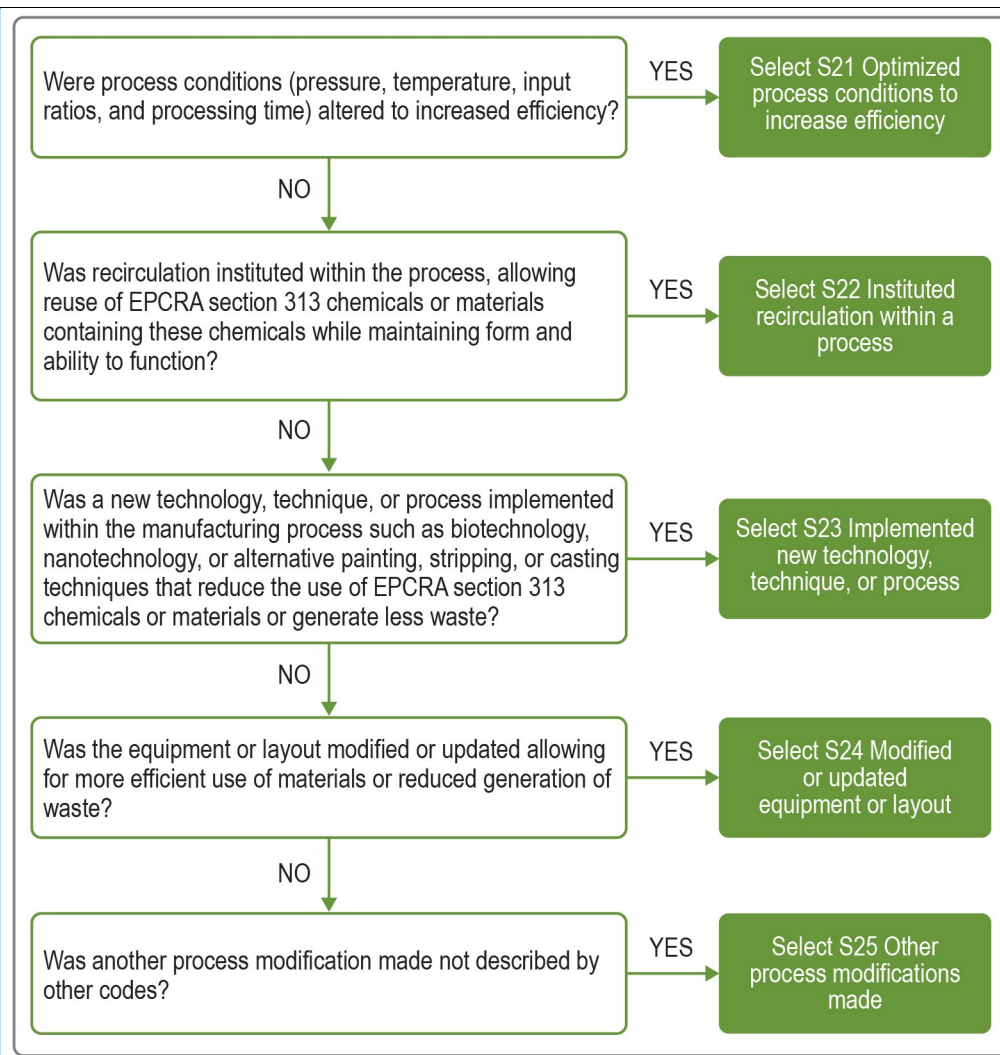 Were process conditions (pressure, temperature, input
ratios, and processing time) altered to increased efficiency?
YES
Select S21 Optimized
process conditions to
increase efficiency
NO
Was recirculation instituted within the process, allowing
reuse of EPCRA section 313 chemicals or materials
containing these chemicals while maintaining form and
ability to function?
YES
Select S22 Instituted
recirculation within a
process
NO
Was a new technology, technique, or process implemented
within the manufacturing process such as biotechnology,
nanotechnology, or alternative painting, stripping, or casting
techniques that reduce the use of EPCRA section 313
chemicals or materials or generate less waste?
YES
Select S23 Implemented
new technology,
technique, or process
NO
Was the equipment or layout modified or updated allowing
for more efficient use of materials or reduced generation of
waste?
YES
Select S24 Modified
or updated
equipment or layout
NO
Was another process modification made not described by
other codes?
YES
Select S25 Other
process modifications
made